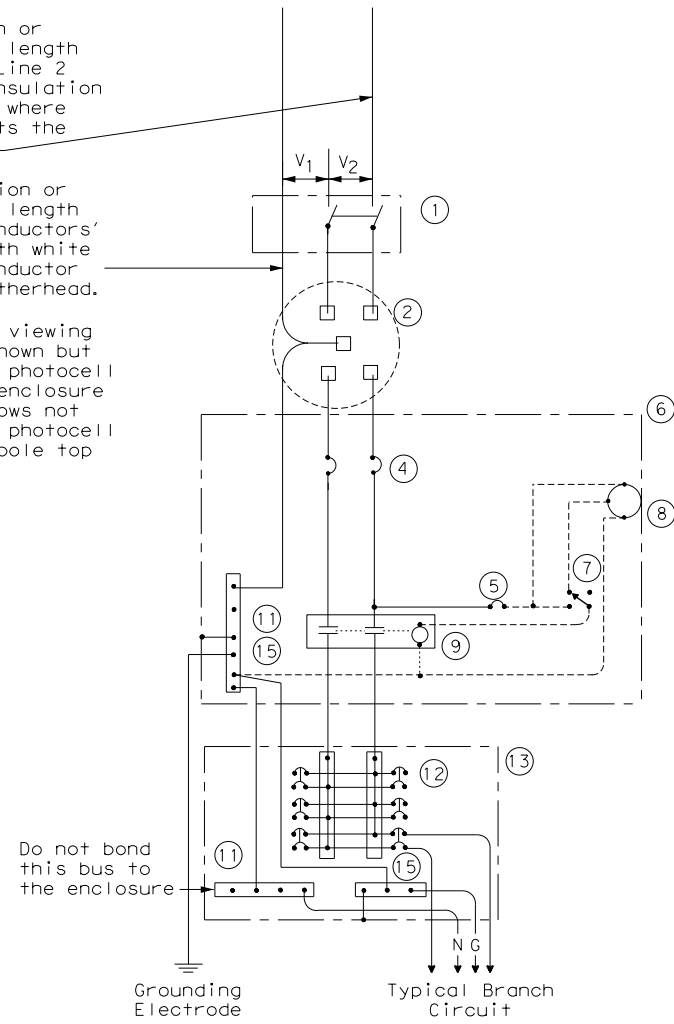 n or
length
Line 2
nsulation
where
ts the
V1
V2
ion or
length
nductors'
th white
nductor
therhead.
1
viewing
hown but
photocell
enclosure
ows not
photocell
pole top
2
6
4
8
5
7
11
15
9
13
12
Do not bond
this bus to
the enclosure
11
15
N G
Grounding
Electrode
Typical Branch
Circuit